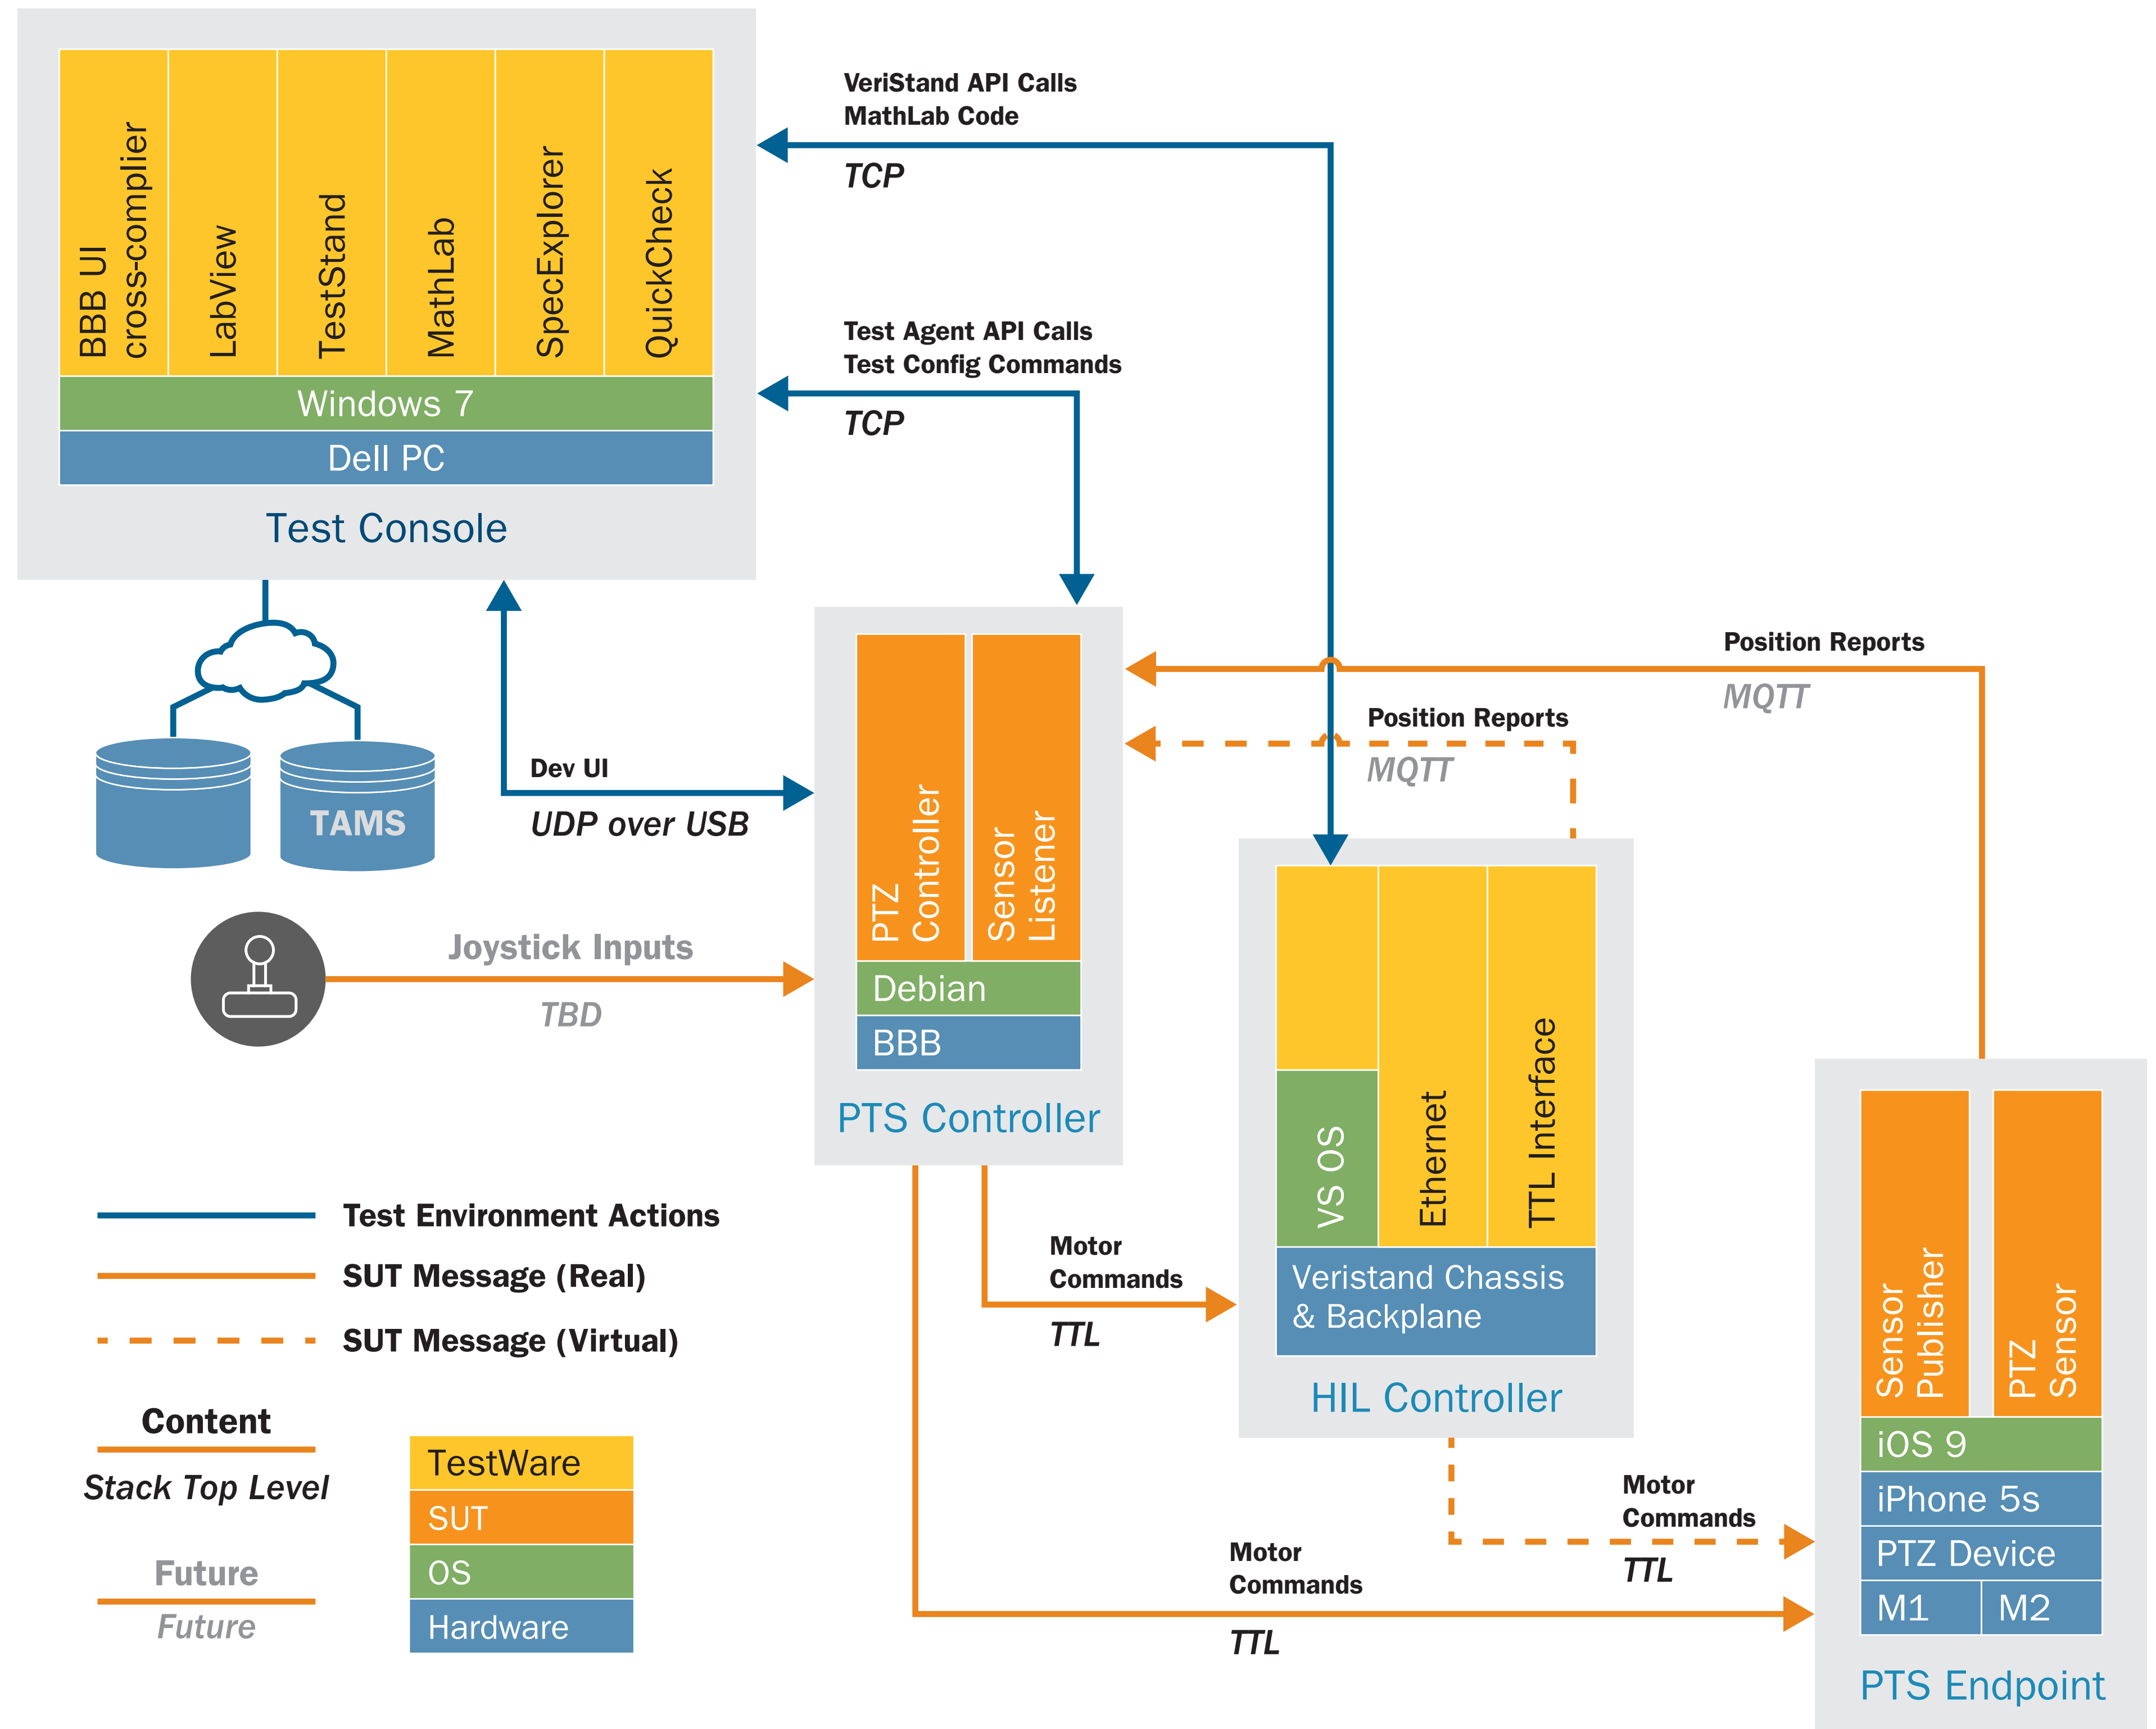 BBB UI
cross-complier
LabView
TestStand
MathLab
SpecExplorer
QuickCheck
Windows 7
Dell PC
Test Console
VeriStand API Calls
MathLab Code
TCP
Test Agent API Calls
Test Config Commands
TCP
TAMS
Dev UI
UDP over USB
Joystick Inputs
TBD
PTZ
Controller
Sensor
Listener
Debian
BBB
PTS Controller
Position Reports
MQTT
Position Reports
MQTT
VS OS
Ethernet
TTL Interface
Veristand Chassis
& Backplane
HIL Controller
Motor
Commands
TTL
Motor
Commands
TTL
Motor
Commands
TTL
Sensor
Publisher
PTZ
Sensor
iOS 9
iPhone 5s
PTZ Device
M1
M2
PTS Endpoint
Test Environment Actions
SUT Message (Real)
SUT Message (Virtual)
Content
Stack Top Level
Future
Future
TestWare
SUT
OS
Hardware